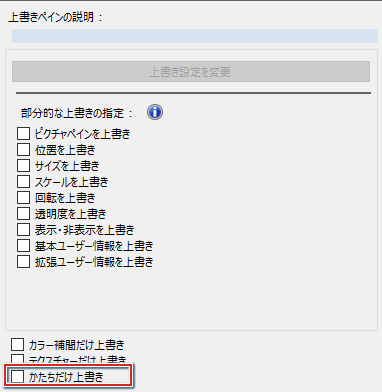 上書きペインの説明 :
上書き設定を変更
部分的な上書きの指定 :
ピクチャペインを上書き
位置を上書き
サイズを上書き
スケールを上書き
回転を上書き
透明度を上書き
表示・非表示を上書き
基本ユーザー情報を上書き
拡張ユーザー情報を上書き
カラー補間だけ上書き
テクスチャーだけ上書き
かたちだけ上書き